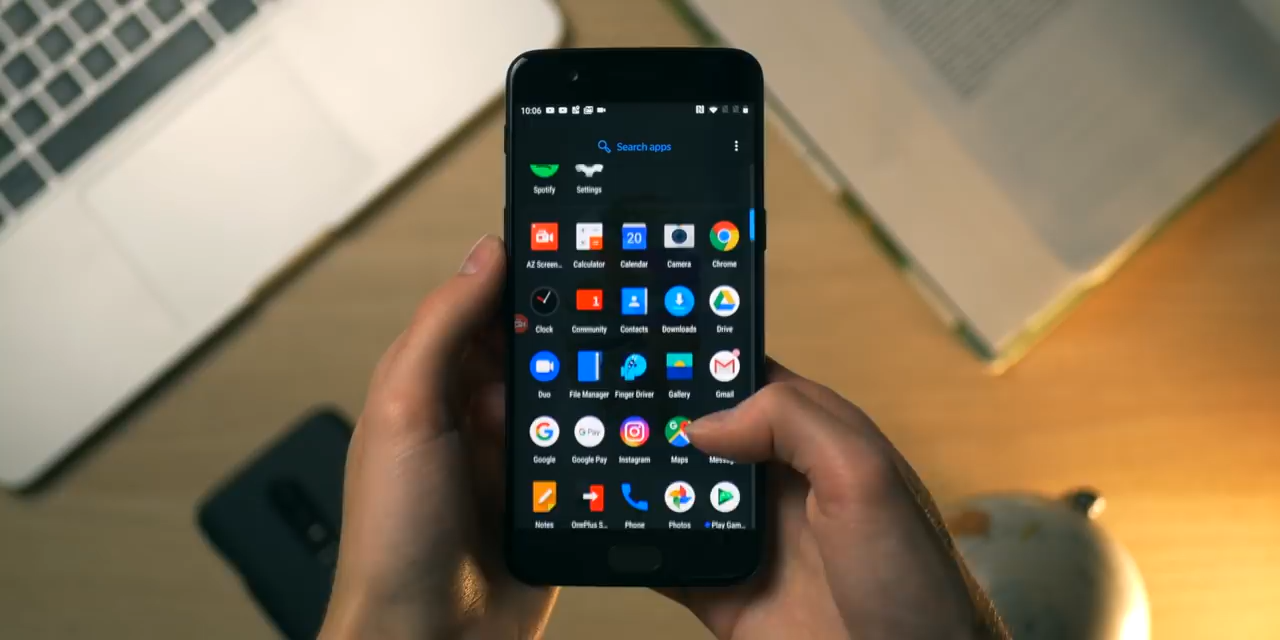 10:06
Search apps
Spotify Settings
20
AZ Screen.. Calculator Calendar Camera Chrome
1
Clock Community Contacts Downloads Drive
Duo File Manager Finger Driver Gallery Gmail
G Pay
Google Google Pay Instagram Maps
Notes OnePlus S.. Phone Photos Play Gam..